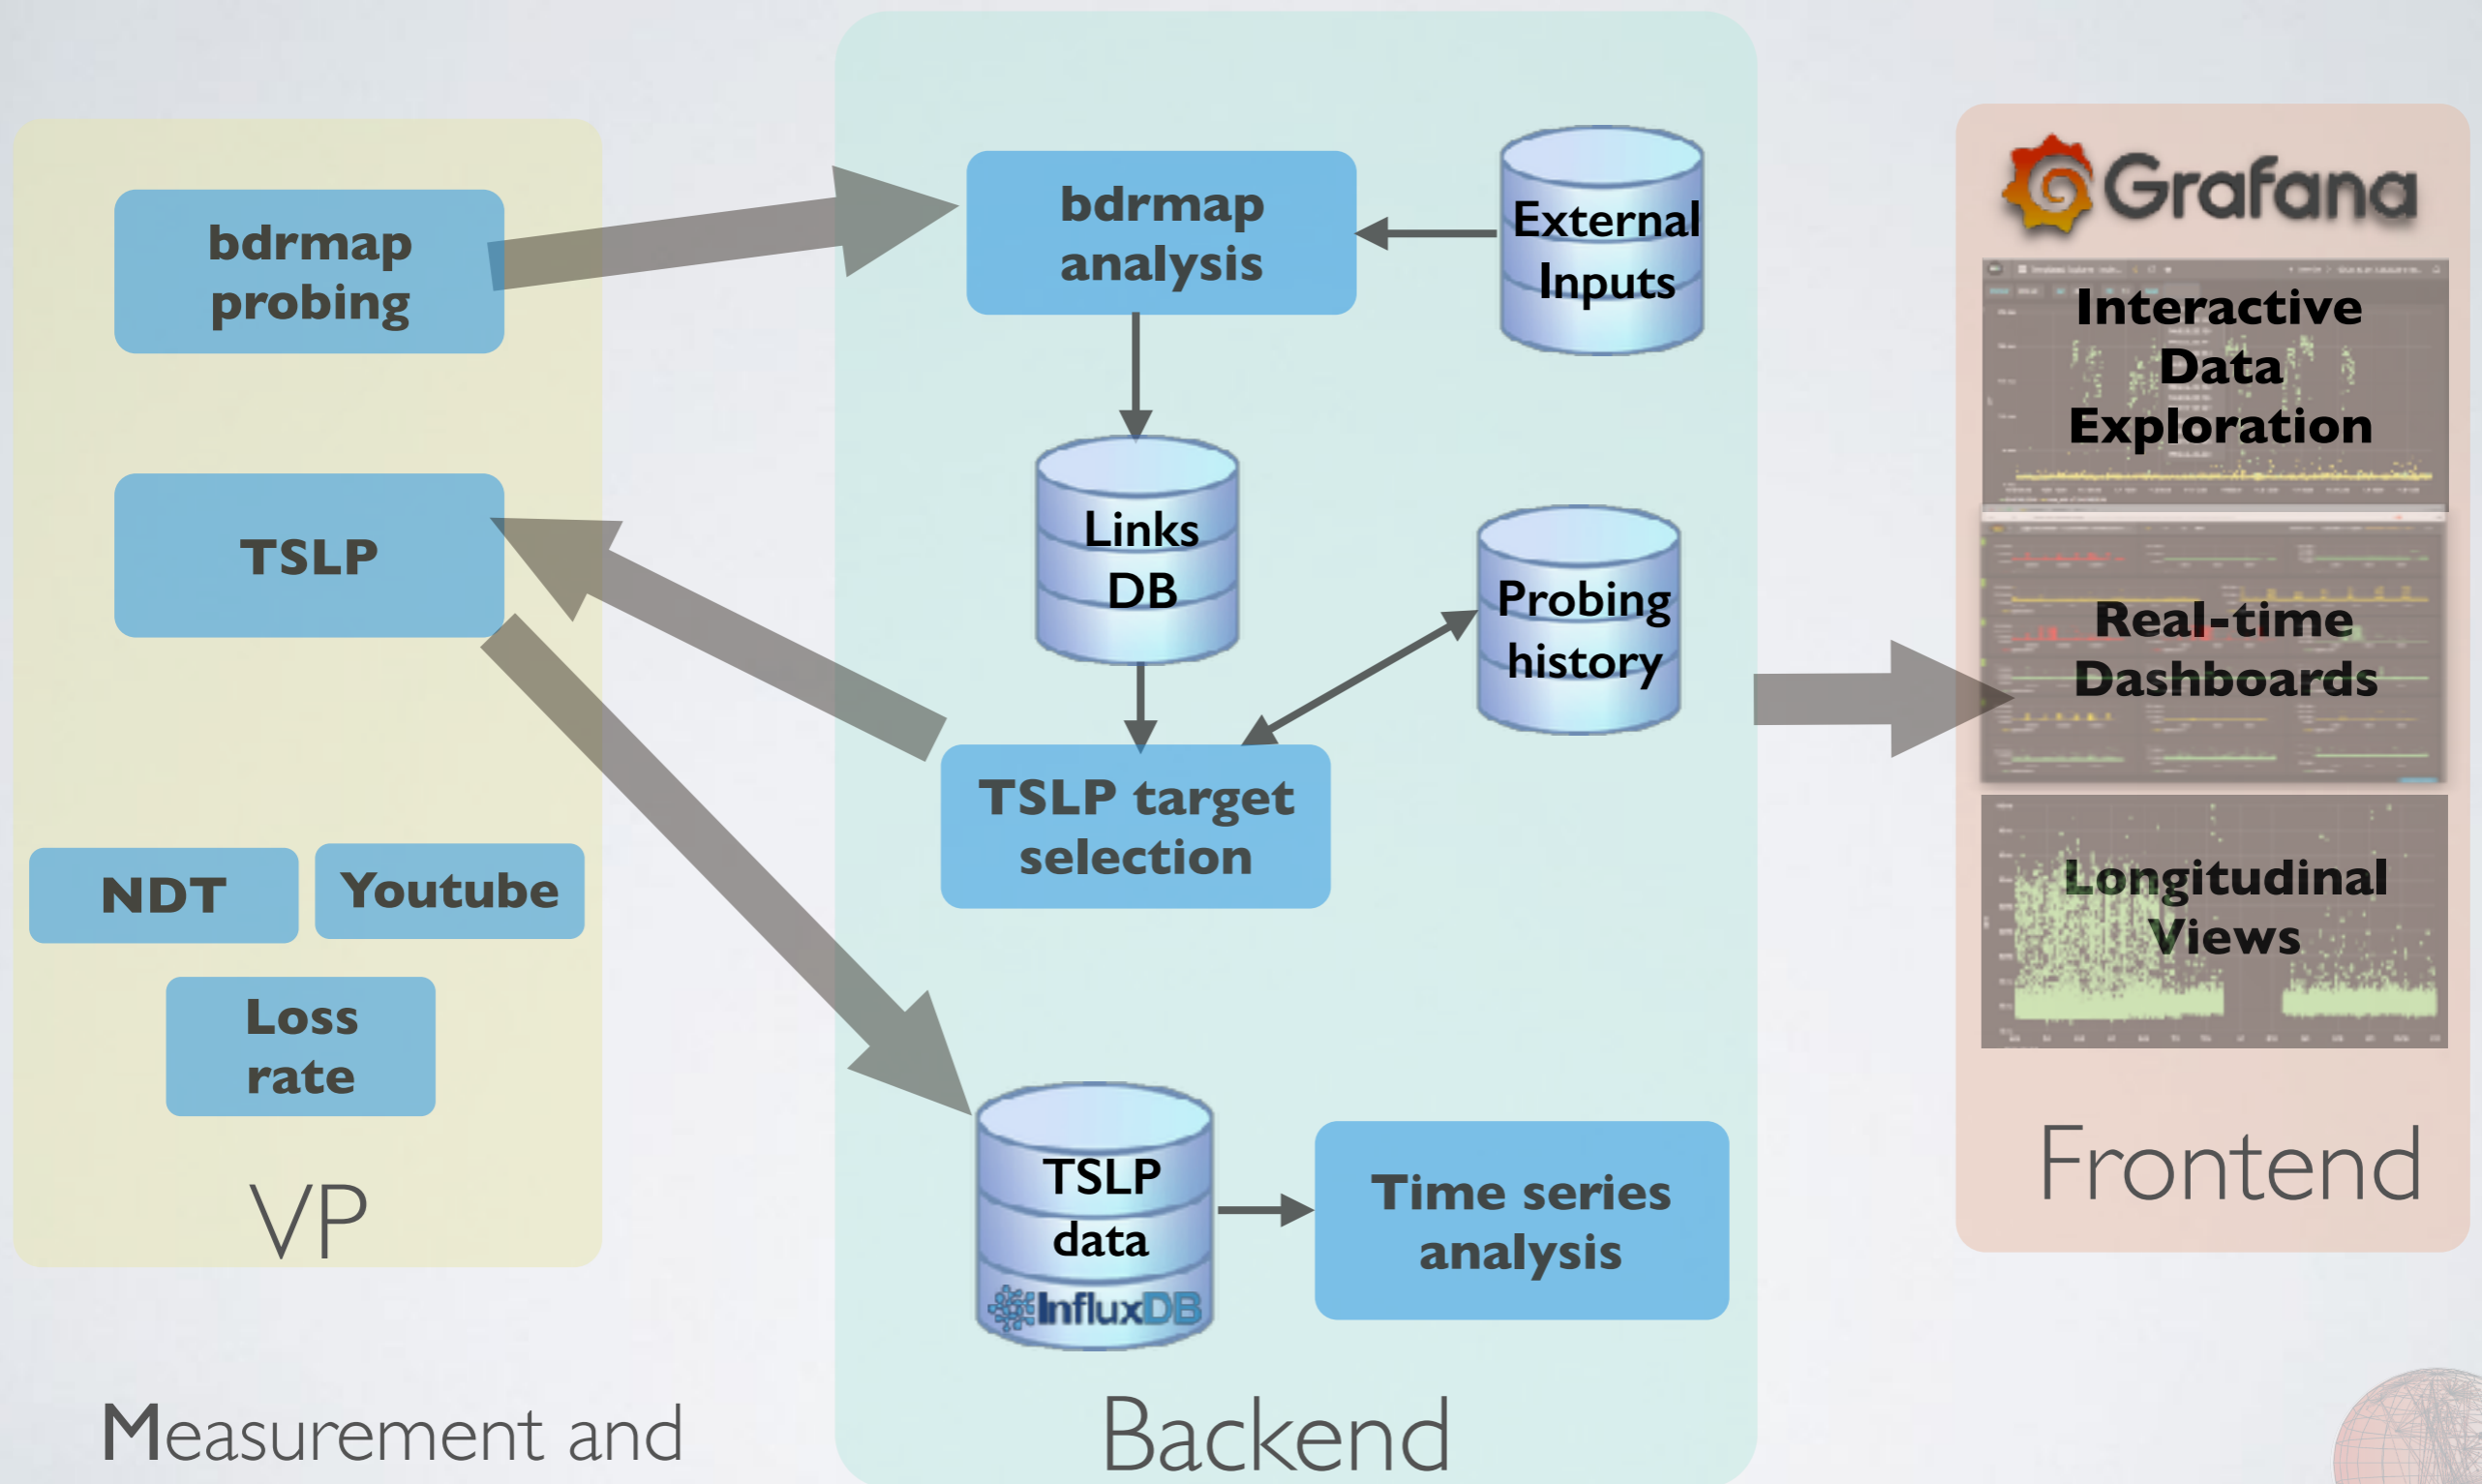 bdrmap
probing
TSLP
NDT
Youtube
Loss
rate
VP
bdrmap
analysis
External
Inputs
Links
DB
Probing
history
TSLP target
selection
TSLP
data
InfluxDB
Time series
analysis
Backend
Grafana
Interactive
Data
Exploration
Real-time
Dashboards
Longitudinal
Views
Frontend
Measurement and